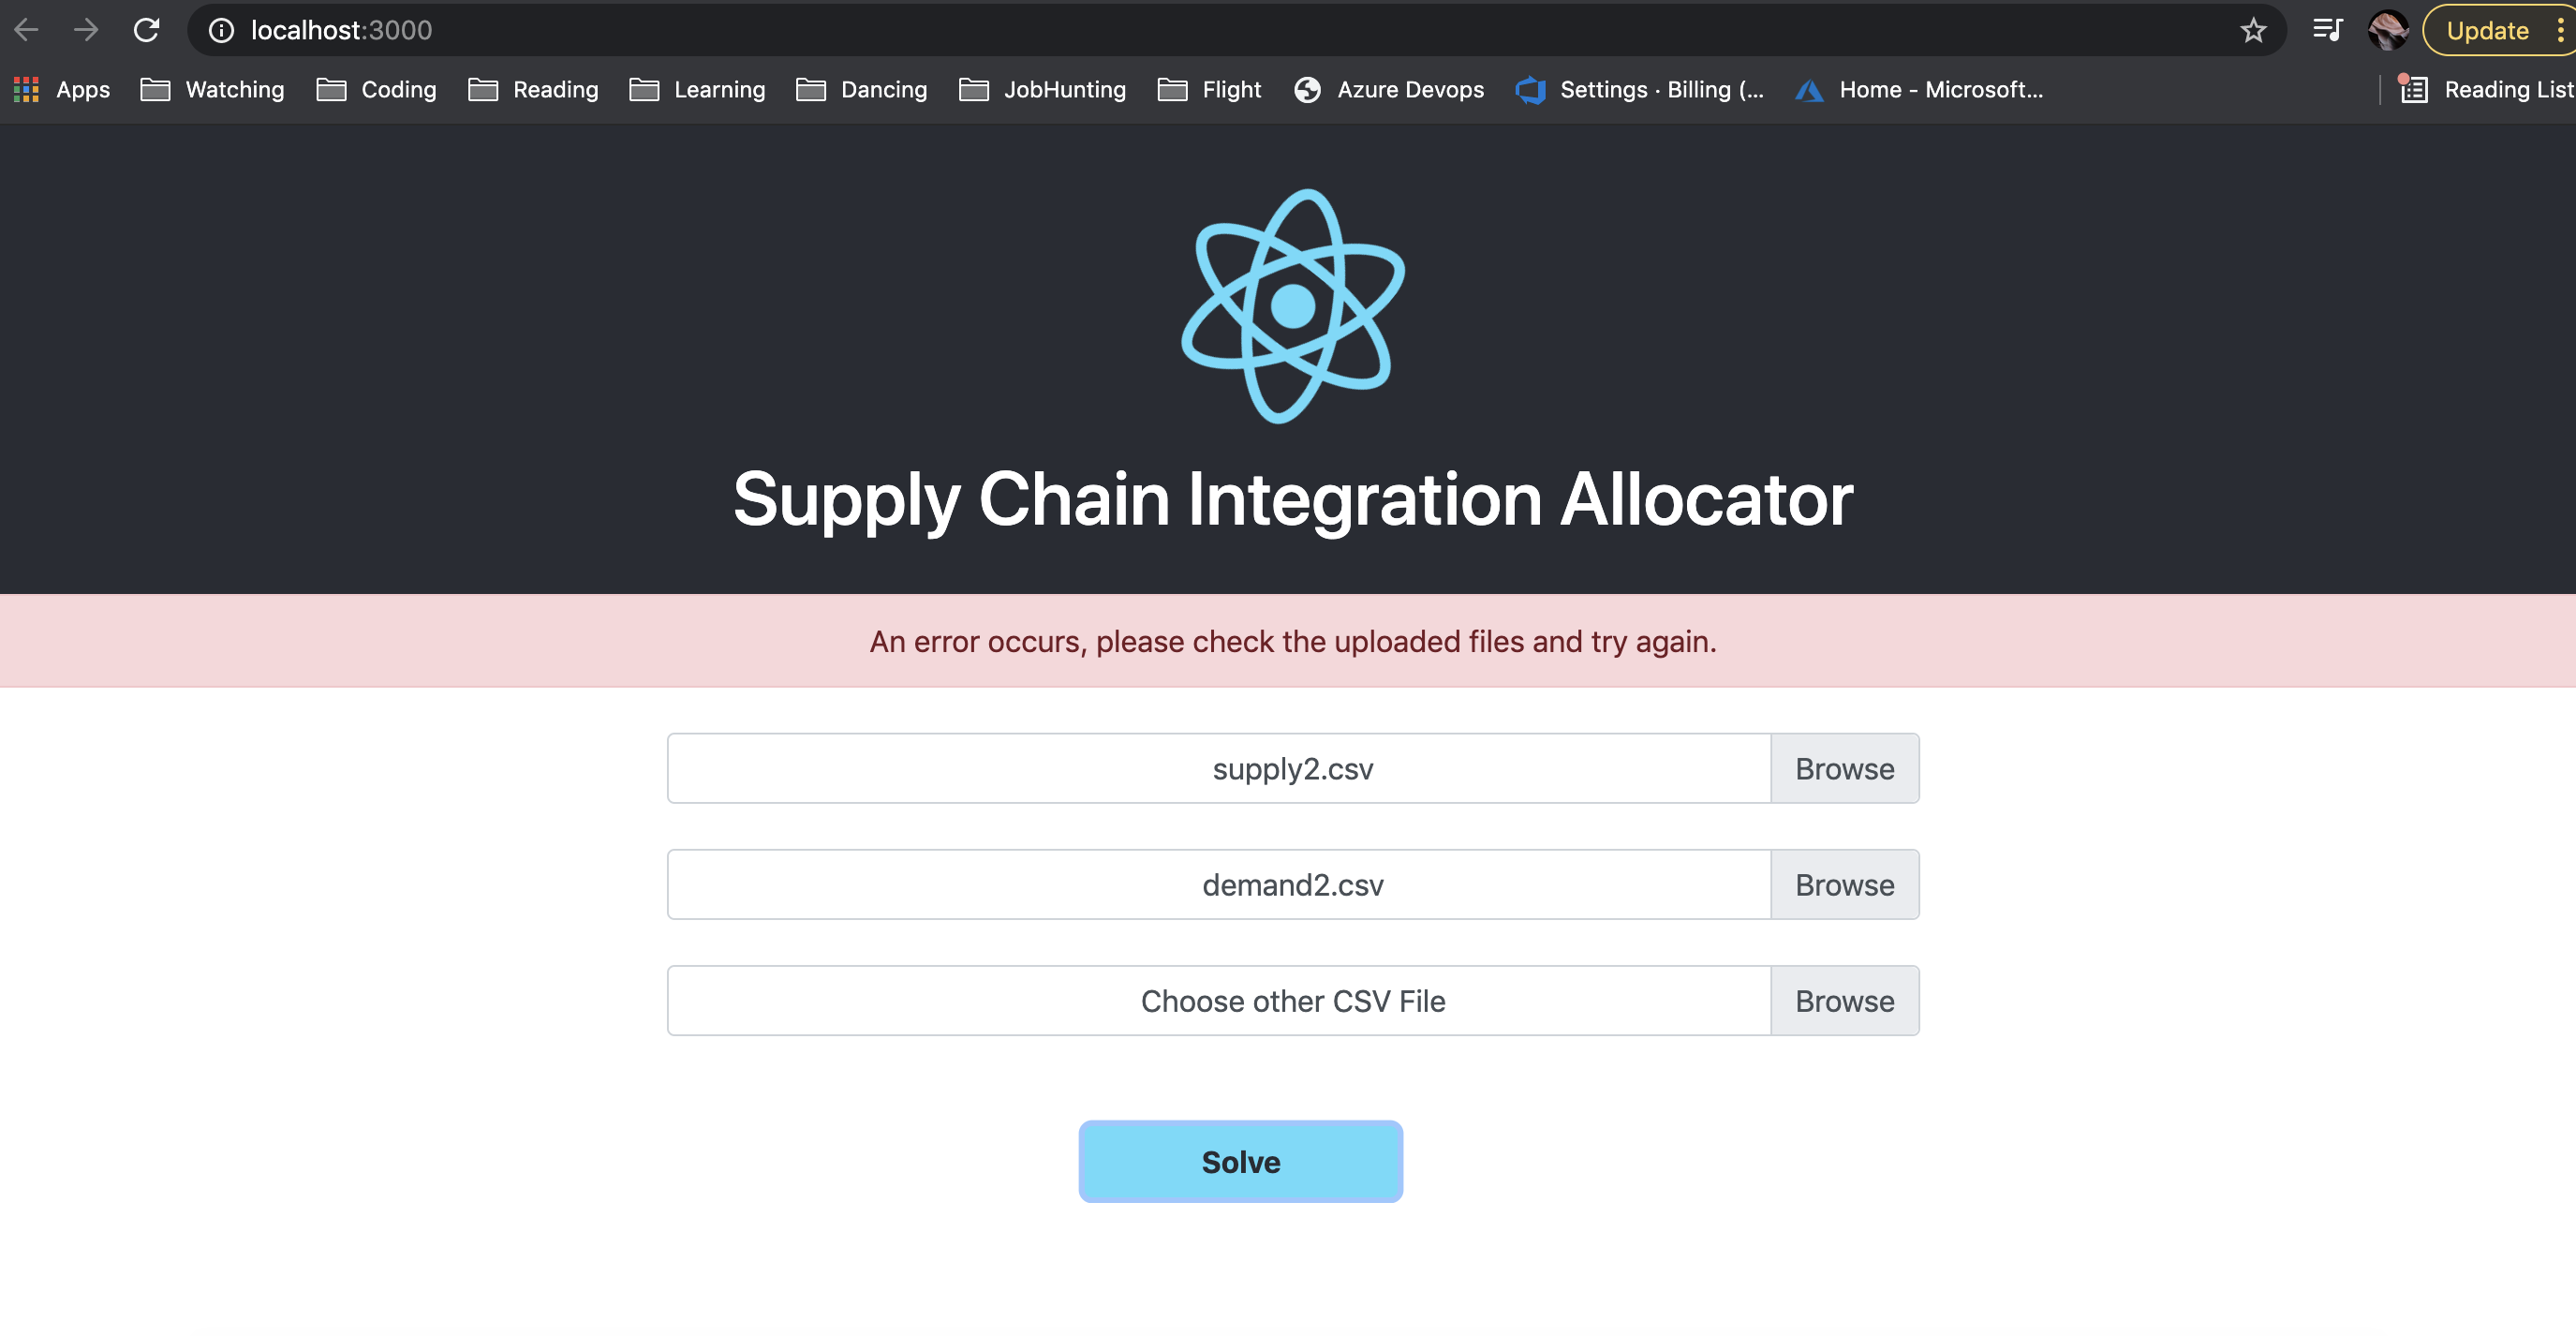 localhost:3000
Update
Apps Watching Coding Reading Learning Dancing JobHunting Flight Azure Devops Settings · Billing (... Home - Microsoft... Reading List
Supply Chain Integration Allocator
An error occurs, please check the uploaded files and try again.
supply2.csv Browse
demand2.csv Browse
Choose other CSV File Browse
Solve